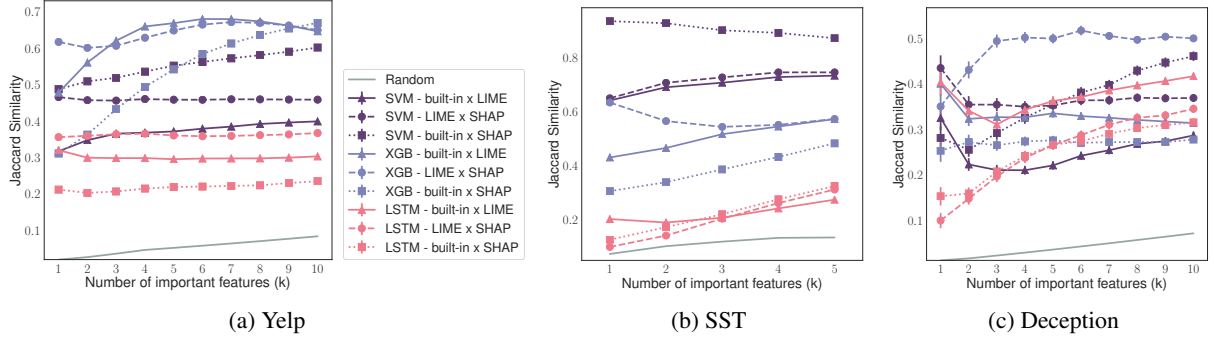 0.7
0.6
0.5
0.4
0.3
0.2
0.1
Jaccard Similarity
1 2 3 4 5 6 7 8 9 10
Number of important features (k)
(a) Yelp
Random
SVM - built-in x LIME
SVM - LIME x SHAP
SVM - built-in x SHAP
XGB - built-in x LIME
XGB - LIME x SHAP
XGB - built-in x SHAP
LSTM - built-in x LIME
LSTM - LIME x SHAP
LSTM - built-in x SHAP
0.8
0.6
0.4
0.2
Jaccard Similarity
1 2 3 4 5
Number of important features (k)
(b) SST
0.5
0.4
0.3
0.2
0.1
Jaccard Similarity
1 2 3 4 5 6 7 8 9 10
Number of important features (k)
(c) Deception